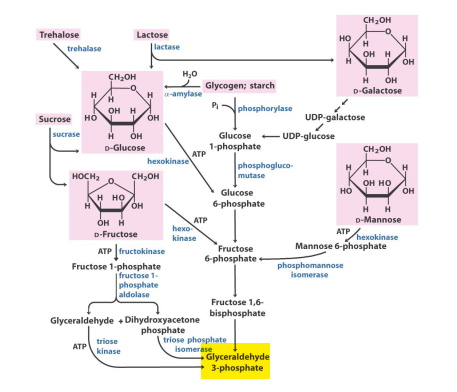 Trehalose
trehalase
Lactose
lactase
CH₂OH
O
H
H
H
OH
H
HO
OH
H
OH
D-Glucose
H₂O
α-amylase
Glycogen; starch
Pᵢ
phosphorylase
CH₂OH
HO
O
H
H
OH
H
H
OH
H
OH
D-Galactose
UDP-galactose
UDP-glucose
Glucose
1-phosphate
Sucrose
sucrase
hexokinase
ATP
phosphogluco-
mutase
Glucose
6-phosphate
HOCH₂
O
CH₂OH
H
HO
H
OH
OH
H
D-Fructose
hexo-
kinase
ATP
CH₂OH
O
H
H
H
OH
HO
HO
OH
H
H
D-Mannose
ATP
hexokinase
Mannose 6-phosphate
phosphomannose
isomerase
Fructose
6-phosphate
ATP
fructokinase
Fructose 1-phosphate
fructose 1-
phosphate
aldolase
Fructose 1,6-
bisphosphate
Glyceraldehyde + Dihydroxyacetone
phosphate
ATP
triose
kinase
triose phosphate
isomerase
Glyceraldehyde
3-phosphate